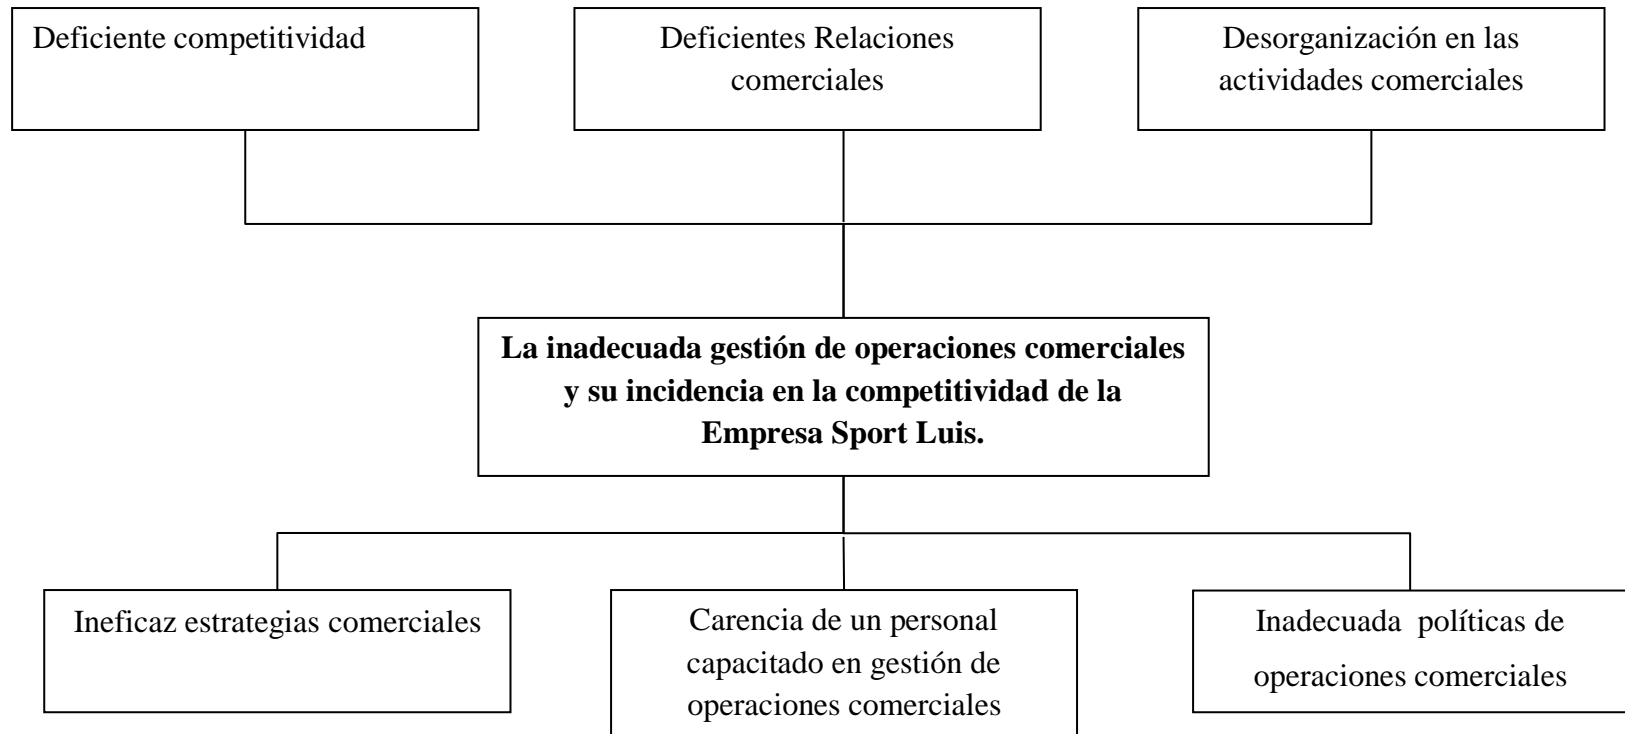 Deficiente competitividad
Deficientes Relaciones
comerciales
Desorganización en las
actividades comerciales
La inadecuada gestión de operaciones comerciales
y su incidencia en la competitividad de la
Empresa Sport Luis.
Ineficaz estrategias comerciales
Carencia de un personal
capacitado en gestión de
operaciones comerciales
Inadecuada  políticas de
operaciones comerciales